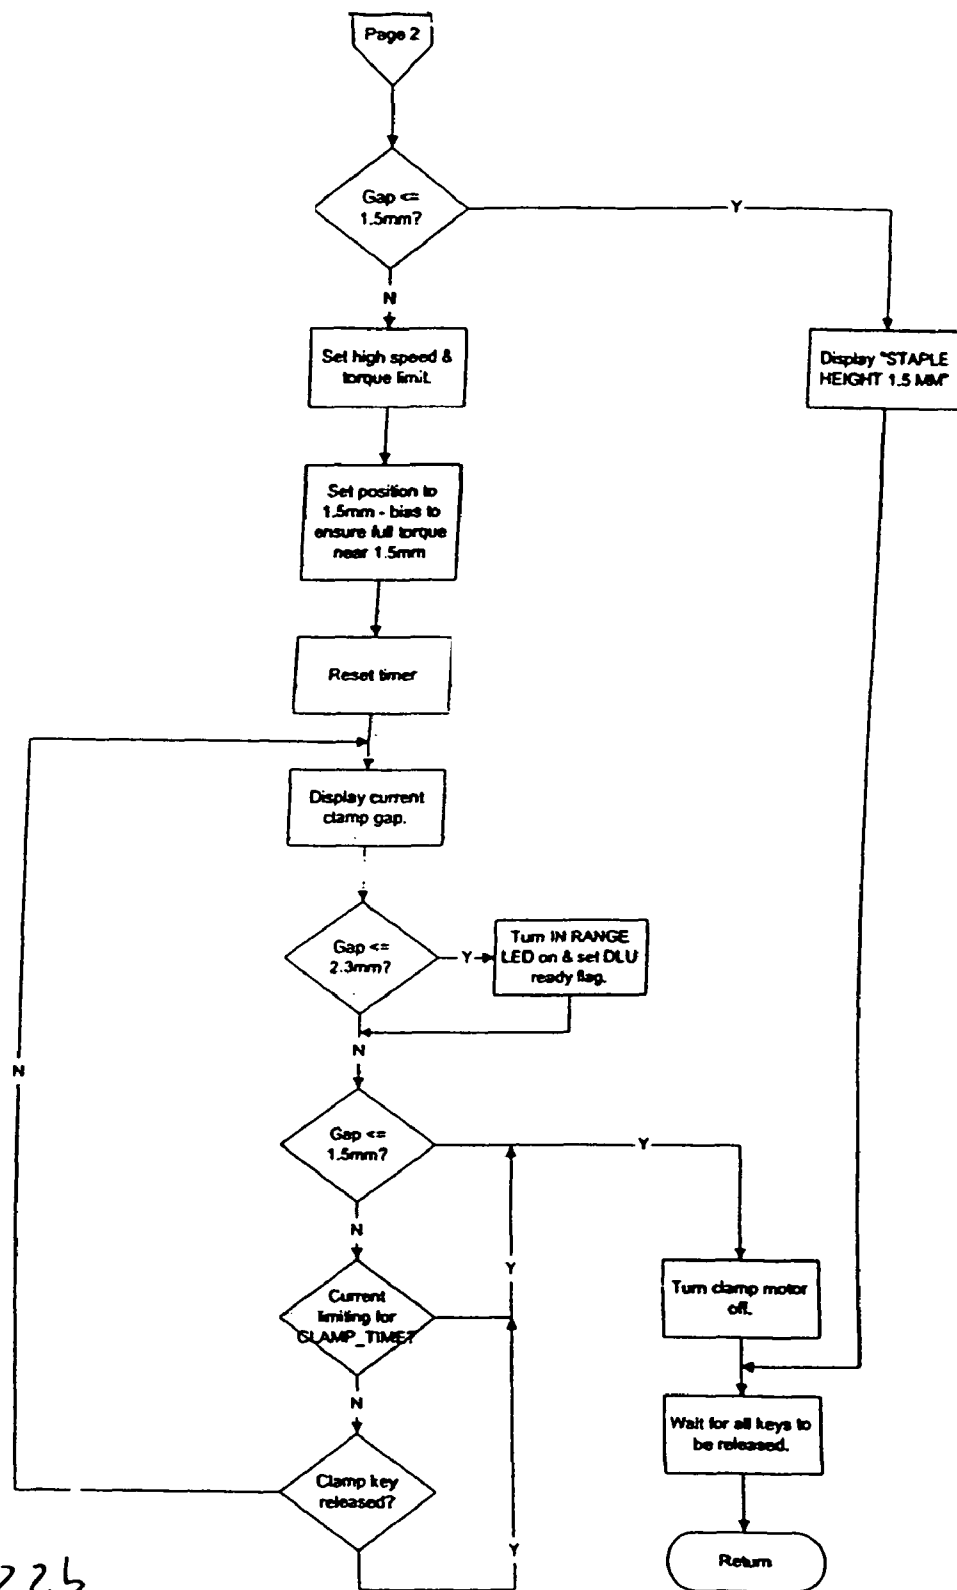 Page 2
Gap <=
1.5mm?
Y
N
Set high speed &
torque limit.
Display "STAPLE
HEIGHT 1.5 MM"
Set position to
1.5mm - bias to
ensure full torque
near 1.5mm
Reset timer
Display current
clamp gap.
Gap <=
2.3mm?
Y
Turn IN RANGE
LED on & set DLU
ready flag.
N
N
Gap <=
1.5mm?
Y
N
Y
Current
limiting for
CLAMP_TIME?
Turn clamp motor
off.
N
Wait for all keys to
be released.
Clamp key
released?
Y
Return
22b